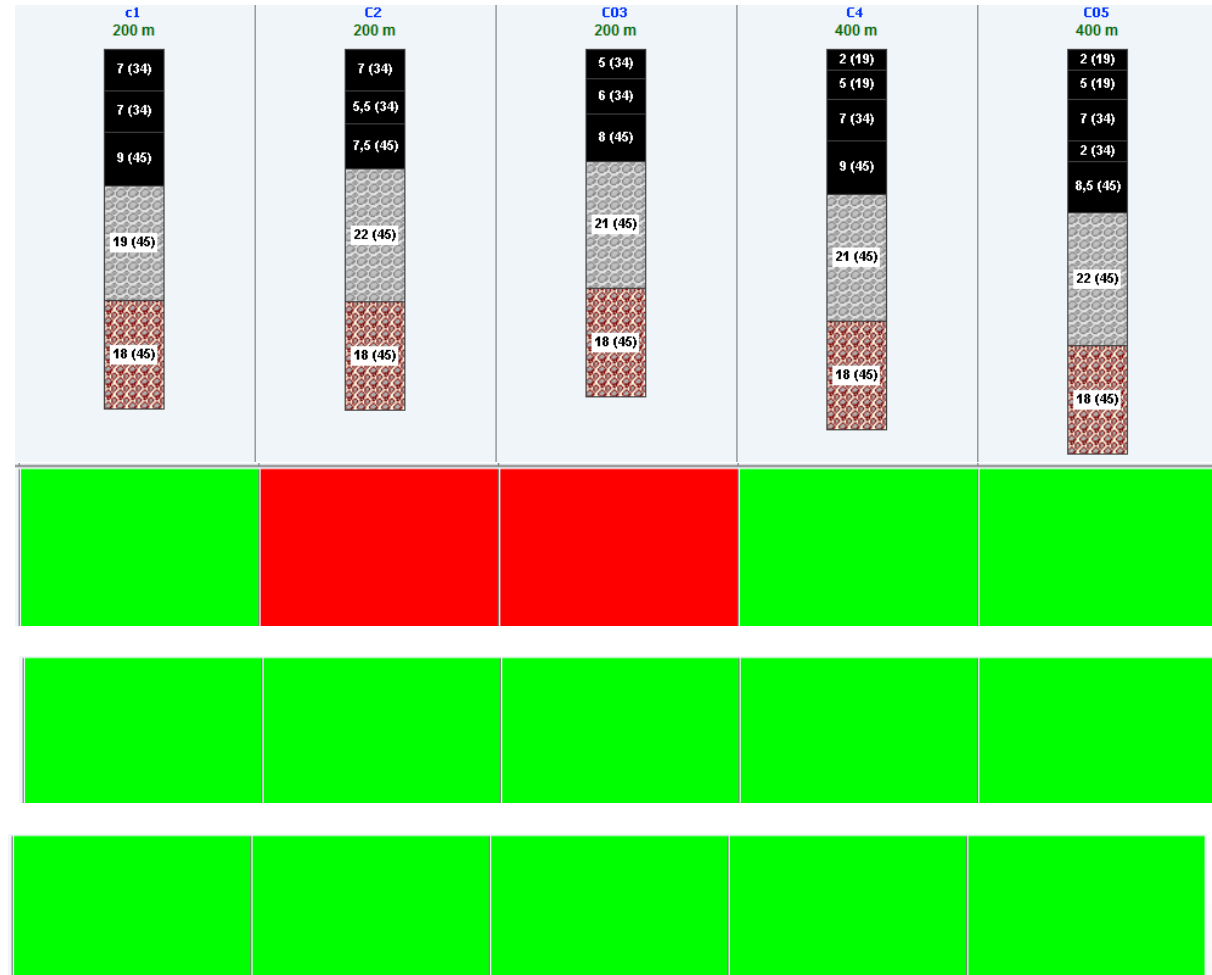 c1
200 m
7 (34)
7 (34)
9 (45)
19 (45)
18 (45)
C2
200 m
7 (34)
5,5 (34)
7,5 (45)
22 (45)
18 (45)
C03
200 m
5 (34)
6 (34)
8 (45)
21 (45)
18 (45)
C4
400 m
2 (19)
5 (19)
7 (34)
9 (45)
21 (45)
18 (45)
C05
400 m
2 (19)
5 (19)
7 (34)
2 (34)
8,5 (45)
22 (45)
18 (45)